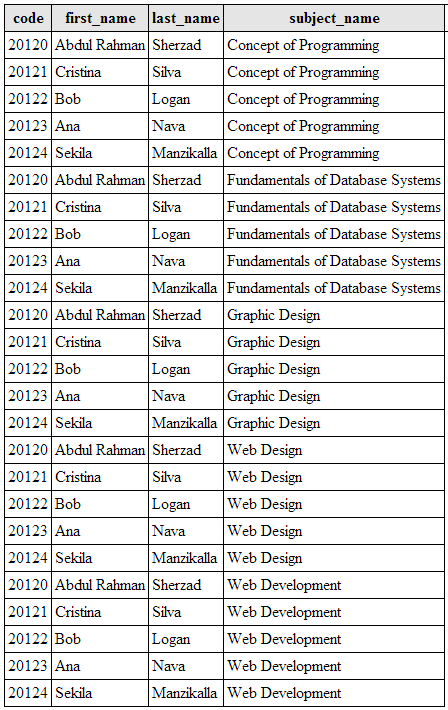 code first_name last_name subject_name
20120 Abdul Rahman Sherzad Concept of Programming
20121 Cristina Silva Concept of Programming
20122 Bob Logan Concept of Programming
20123 Ana Nava Concept of Programming
20124 Sekila Manzikalla Concept of Programming
20120 Abdul Rahman Sherzad Fundamentals of Database Systems
20121 Cristina Silva Fundamentals of Database Systems
20122 Bob Logan Fundamentals of Database Systems
20123 Ana Nava Fundamentals of Database Systems
20124 Sekila Manzikalla Fundamentals of Database Systems
20120 Abdul Rahman Sherzad Graphic Design
20121 Cristina Silva Graphic Design
20122 Bob Logan Graphic Design
20123 Ana Nava Graphic Design
20124 Sekila Manzikalla Graphic Design
20120 Abdul Rahman Sherzad Web Design
20121 Cristina Silva Web Design
20122 Bob Logan Web Design
20123 Ana Nava Web Design
20124 Sekila Manzikalla Web Design
20120 Abdul Rahman Sherzad Web Development
20121 Cristina Silva Web Development
20122 Bob Logan Web Development
20123 Ana Nava Web Development
20124 Sekila Manzikalla Web Development